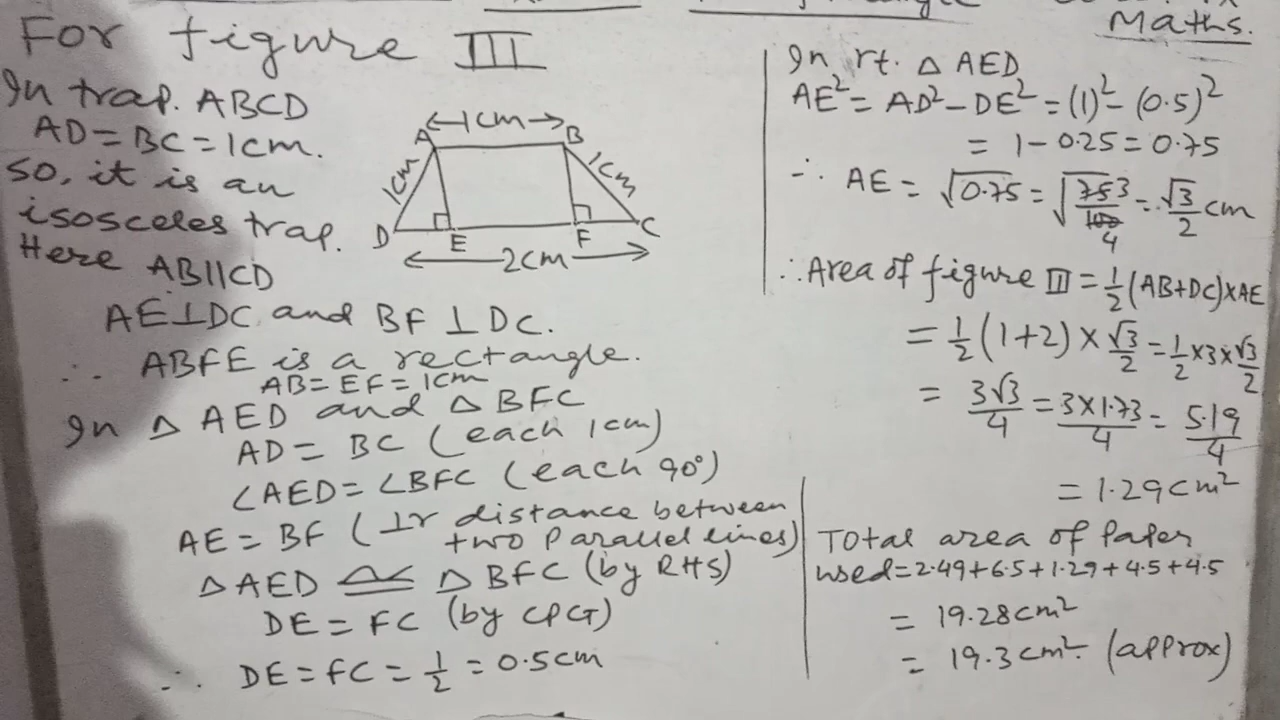 Maths.
For figure III
In trap. ABCD
AD = BC = 1cm.
so, it is an
isosceles trap.
Here AB||CD
AE⊥DC and BF ⊥ DC.
∴ ABFE is a rectangle.
AB = EF = 1cm
In △ AED and △ BFC
AD = BC (each 1cm)
∠AED = ∠BFC (each 90°)
AE = BF (⊥r distance between
two parallel lines)
△ AED ≅ △ BFC (by RHS)
DE = FC (by CPCT)
∴ DE = FC = 1/2 = 0.5cm
1cm
A B
1cm 1cm
D E F C
2cm
In rt. △ AED
AE² = AD² - DE² = (1)² - (0.5)²
= 1 - 0.25 = 0.75
∴ AE = √0.75 = √75/100 3/4 = √3/2 cm
∴ Area of figure III = 1/2 (AB+DC)×AE
= 1/2 (1+2) × √3/2 = 1/2 ×3× √3/2
= 3√3/4 = 3×1.73/4 = 5.19/4
= 1.29cm²
Total area of Paper
used = 2.49+6.5+1.29+4.5+4.5
= 19.28cm²
= 19.3cm² (approx)